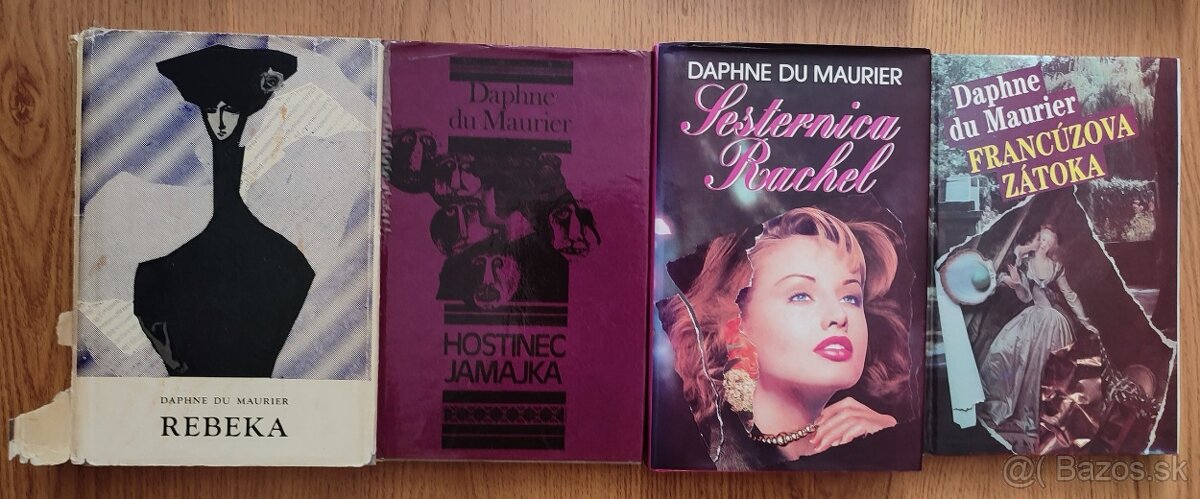 DAPHNE DU MAURIER
REBEKA
Daphne
du Maurier
HOSTINEC
JAMAJKA
DAPHNE DU MAURIER
Sesternica
Rachel
Daphne
du Maurier
FRANCÚZOVA
ZÁTOKA
@( Bazos.sk